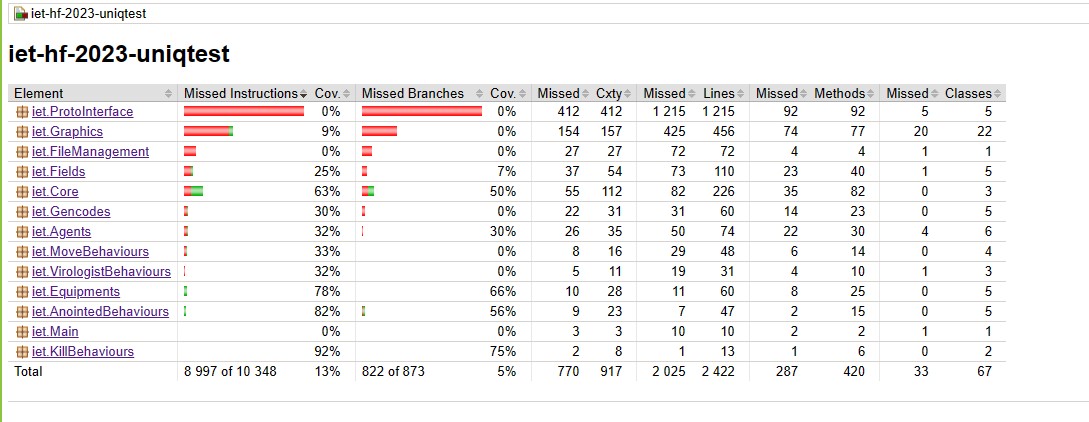 iet-hf-2023-uniqtest
iet-hf-2023-uniqtest
Element Missed Instructions Cov. Missed Branches Cov. Missed Cxty Missed Lines Missed Methods Missed Classes
iet.ProtoInterface 0% 0% 412 412 1 215 1 215 92 92 5 5
iet.Graphics 9% 0% 154 157 425 456 74 77 20 22
iet.FileManagement 0% 0% 27 27 72 72 4 4 1 1
iet.Fields 25% 7% 37 54 73 110 23 40 1 5
iet.Core 63% 50% 55 112 82 226 35 82 0 3
iet.Gencodes 30% 0% 22 31 31 60 14 23 0 5
iet.Agents 32% 30% 26 35 50 74 22 30 4 6
iet.MoveBehaviours 33% 0% 8 16 29 48 6 14 0 4
iet.VirologistBehaviours 32% 0% 5 11 19 31 4 10 1 3
iet.Equipments 78% 66% 10 28 11 60 8 25 0 5
iet.AnointedBehaviours 82% 56% 9 23 7 47 2 15 0 5
iet.Main 0% 0% 3 3 10 10 2 2 1 1
iet.KillBehaviours 92% 75% 2 8 1 13 1 6 0 2
Total 8 997 of 10 348 13% 822 of 873 5% 770 917 2 025 2 422 287 420 33 67